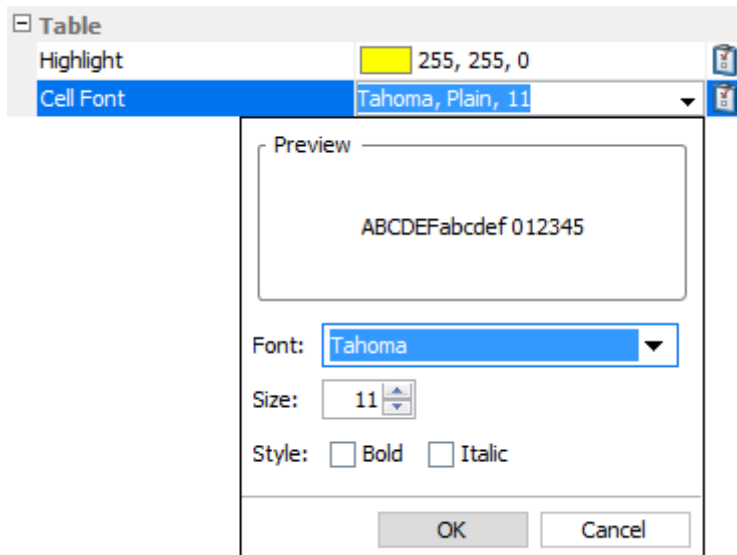 Table
Highlight 255, 255, 0
Cell Font Tahoma, Plain, 11
Preview
ABCDEFabcdef 012345
Font: Tahoma
Size: 11
Style: Bold Italic
OK Cancel